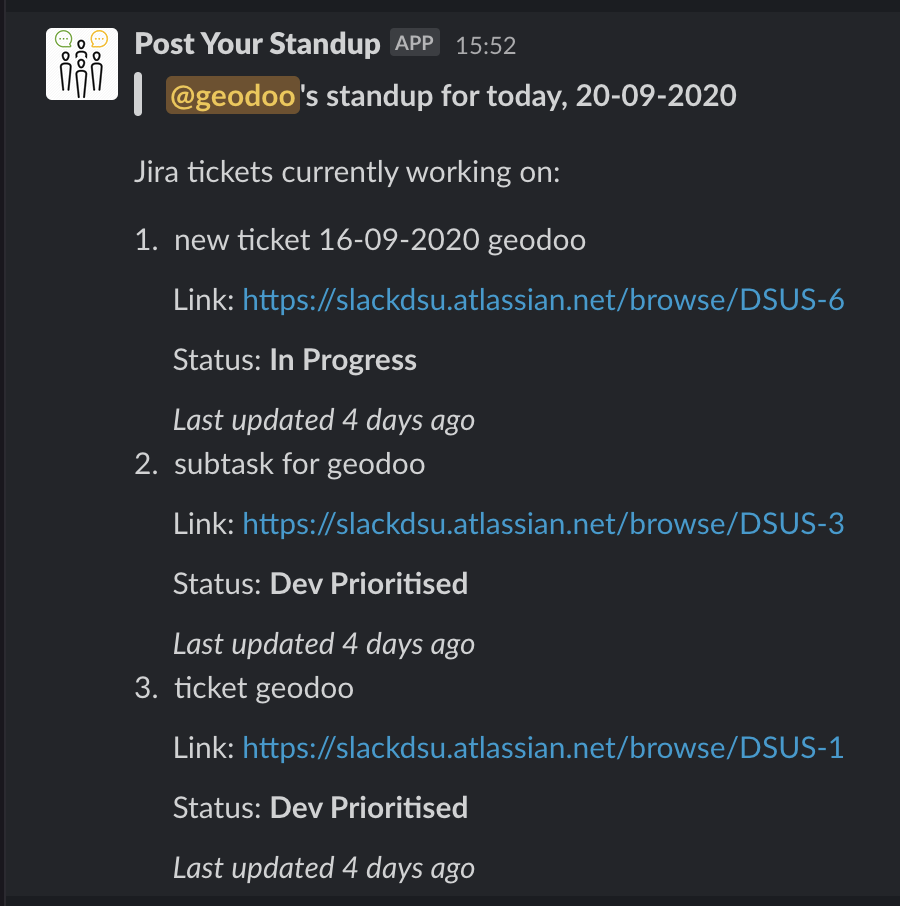 Post Your Standup APP 15:52
@geodoo's standup for today, 20-09-2020
Jira tickets currently working on:
1. new ticket 16-09-2020 geodoo
Link: https://slackdsu.atlassian.net/browse/DSUS-6
Status: In Progress
Last updated 4 days ago
2. subtask for geodoo
Link: https://slackdsu.atlassian.net/browse/DSUS-3
Status: Dev Prioritised
Last updated 4 days ago
3. ticket geodoo
Link: https://slackdsu.atlassian.net/browse/DSUS-1
Status: Dev Prioritised
Last updated 4 days ago